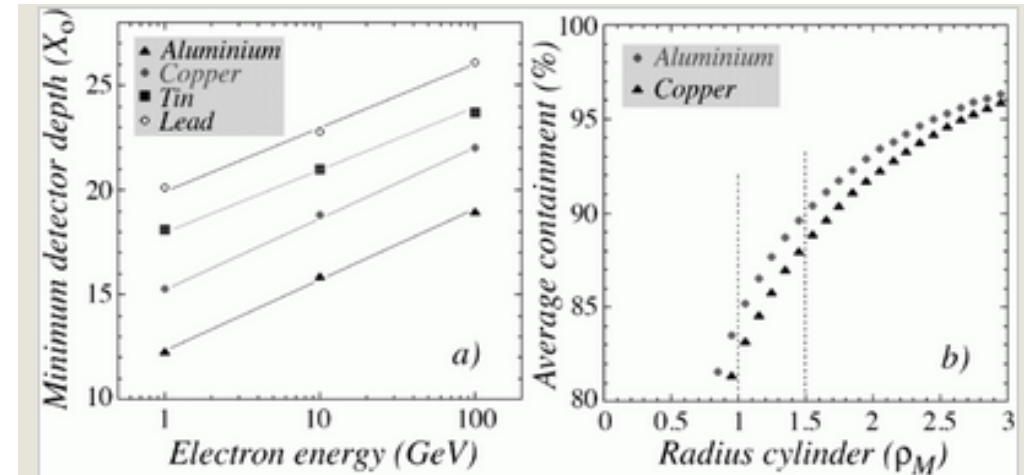 Minimum detector depth (X₀)
25
20
15
10
Aluminium
Copper
Tin
Lead
a)
1
10
100
Electron energy (GeV)
Average containment (%)
100
95
90
85
80
Aluminium
Copper
b)
0
0.5
1
1.5
2
2.5
3
Radius cylinder (ρM)